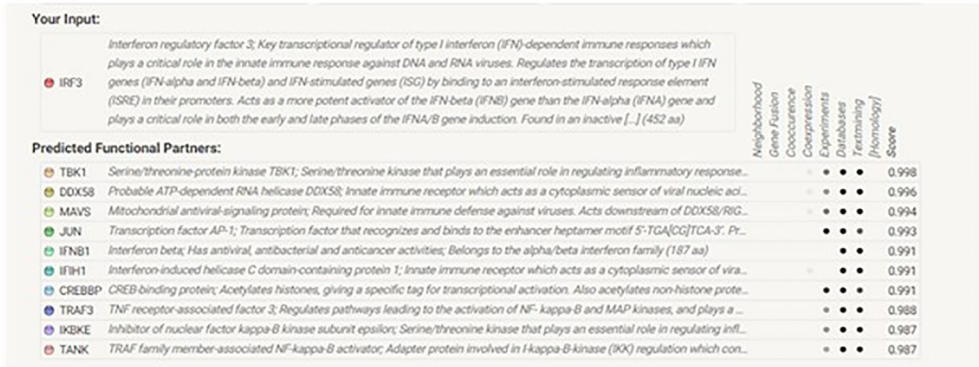 Your Input:
IRF3
Interferon regulatory factor 3; Key transcriptional regulator of type I interferon (IFN)-dependent immune responses which
plays a critical role in the innate immune response against DNA and RNA viruses. Regulates the transcription of type I IFN
genes (IFN-alpha and IFN-beta) and IFN-stimulated genes (ISG) by binding to an interferon-stimulated response element
(ISRE) in their promoters. Acts as a more potent activator of the IFN-beta (IFNB) gene than the IFN-alpha (IFNA) gene and
plays a critical role in both the early and late phases of the IFNA/B gene induction. Found in an inactive [...] (452 aa)
Neighborhood
Gene Fusion
Cooccurence
Coexpression
Experiments
Databases
Textmining
[Homology]
Score
Predicted Functional Partners:
TBK1 Serine/threonine-protein kinase TBK1; Serine/threonine kinase that plays an essential role in regulating inflammatory response... 0.998
DDX58 Probable ATP-dependent RNA helicase DDX58; Innate immune receptor which acts as a cytoplasmic sensor of viral nucleic aci... 0.996
MAVS Mitochondrial antiviral-signaling protein; Required for innate immune defense against viruses. Acts downstream of DDX58/RIG... 0.994
JUN Transcription factor AP-1; Transcription factor that recognizes and binds to the enhancer heptamer motif 5'-TGA[CG]TCA-3'. Pr... 0.993
IFNB1 Interferon beta; Has antiviral, antibacterial and anticancer activities; Belongs to the alpha/beta interferon family (187 aa) 0.991
IFIH1 Interferon-induced helicase C domain-containing protein 1; Innate immune receptor which acts as a cytoplasmic sensor of vira... 0.991
CREBBP CREB-binding protein; Acetylates histones, giving a specific tag for transcriptional activation. Also acetylates non-histone prote... 0.991
TRAF3 TNF receptor-associated factor 3; Regulates pathways leading to the activation of NF- kappa-B and MAP kinases, and plays a ... 0.988
IKBKE Inhibitor of nuclear factor kappa-B kinase subunit epsilon; Serine/threonine kinase that plays an essential role in regulating infl... 0.987
TANK TRAF family member-associated NF-kappa-B activator; Adapter protein involved in I-kappa-B-kinase (IKK) regulation which con... 0.987